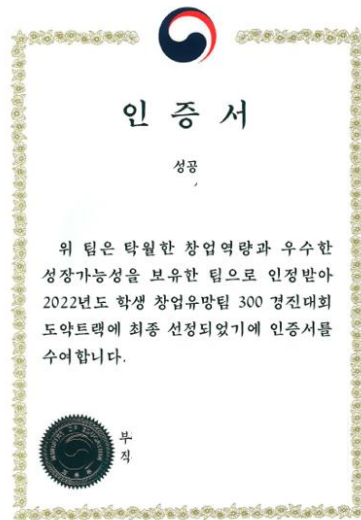 인 증 서
성공
위 팀은 탁월한 창업역량과 우수한
성장가능성을 보유한 팀으로 인정받아
2022년도 학생 창업유망팀 300 경진대회
도약트랙에 최종 선정되었기에 인증서를
수여합니다.
부
직